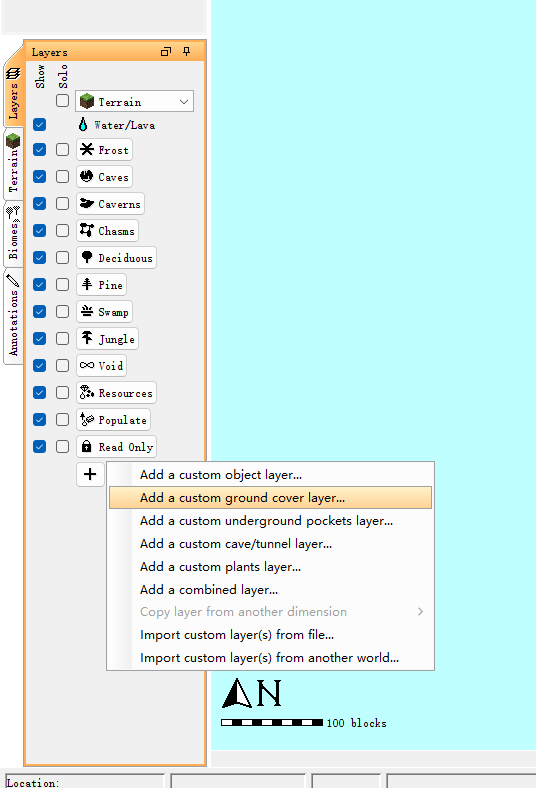 Layers
Show
Solo
Terrain
Water/Lava
Frost
Caves
Caverns
Chasms
Deciduous
Pine
Swamp
Jungle
Void
Resources
Populate
Read Only
Layers
Terrain
Biomes
Annotations
Add a custom object layer...
Add a custom ground cover layer...
Add a custom underground pockets layer...
Add a custom cave/tunnel layer...
Add a custom plants layer...
Add a combined layer...
Copy layer from another dimension
Import custom layer(s) from file...
Import custom layer(s) from another world...
N
100 blocks
Location: